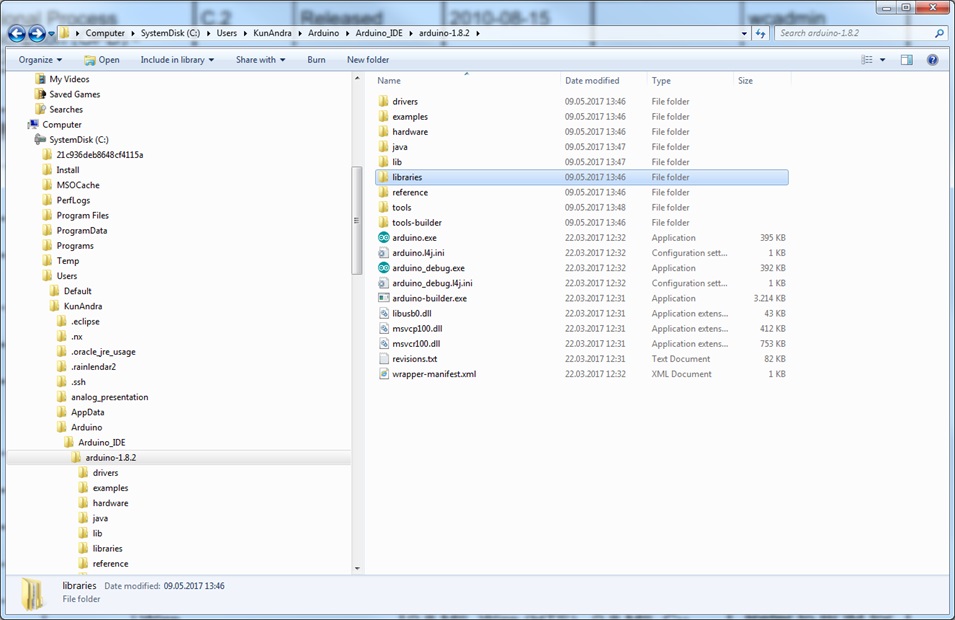 ional Process C.2 Released 2010-08-15 wcadmin
Computer SystemDisk (C:) Users KunAndra Arduino Arduino_IDE arduino-1.8.2 Search arduino-1.8.2
Organize Open Include in library Share with Burn New folder
My Videos
Saved Games
Searches
Computer
SystemDisk (C:)
21c936deb8648cf4115a
Install
MSOCache
PerfLogs
Program Files
ProgramData
Programs
Temp
Users
Default
KunAndra
.eclipse
.nx
.oracle_jre_usage
.rainlendar2
.ssh
analog_presentation
AppData
Arduino
Arduino_IDE
arduino-1.8.2
drivers
examples
hardware
java
lib
libraries
reference
Name Date modified Type Size
drivers 09.05.2017 13:46 File folder
examples 09.05.2017 13:46 File folder
hardware 09.05.2017 13:46 File folder
java 09.05.2017 13:47 File folder
lib 09.05.2017 13:47 File folder
libraries 09.05.2017 13:46 File folder
reference 09.05.2017 13:46 File folder
tools 09.05.2017 13:48 File folder
tools-builder 09.05.2017 13:46 File folder
arduino.exe 22.03.2017 12:32 Application 395 KB
arduino.l4j.ini 22.03.2017 12:32 Configuration sett... 1 KB
arduino_debug.exe 22.03.2017 12:32 Application 392 KB
arduino_debug.l4j.ini 22.03.2017 12:32 Configuration sett... 1 KB
arduino-builder.exe 22.03.2017 12:31 Application 3.214 KB
libusb0.dll 22.03.2017 12:31 Application extens... 43 KB
msvcp100.dll 22.03.2017 12:31 Application extens... 412 KB
msvcr100.dll 22.03.2017 12:31 Application extens... 753 KB
revisions.txt 22.03.2017 12:31 Text Document 82 KB
wrapper-manifest.xml 22.03.2017 12:32 XML Document 1 KB
libraries Date modified: 09.05.2017 13:46
File folder